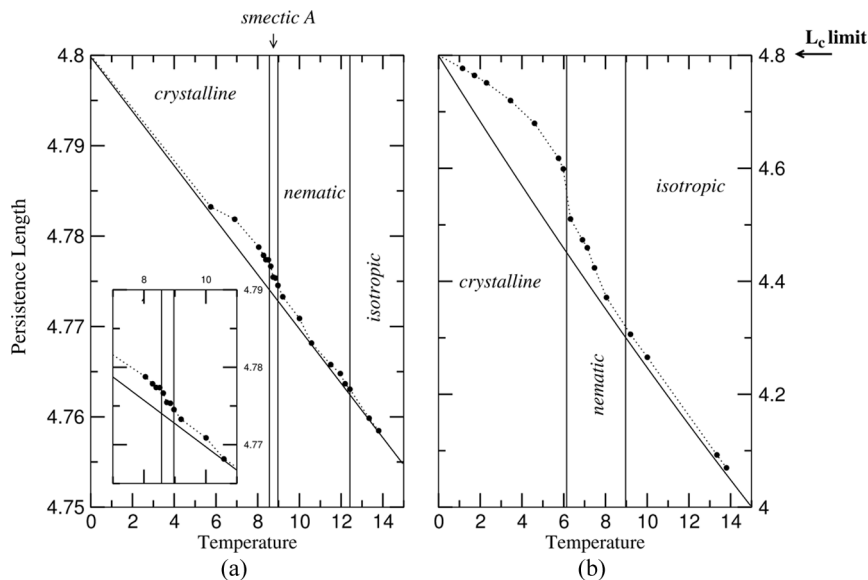 smectic A
L_c limit
4.8
4.79
4.78
4.77
4.76
4.75
Persistence Length
crystalline
nematic
isotropic
8
10
4.79
4.78
4.77
0 2 4 6 8 10 12 14
Temperature
(a)
4.8
4.6
4.4
4.2
4
crystalline
nematic
isotropic
0 2 4 6 8 10 12 14
Temperature
(b)